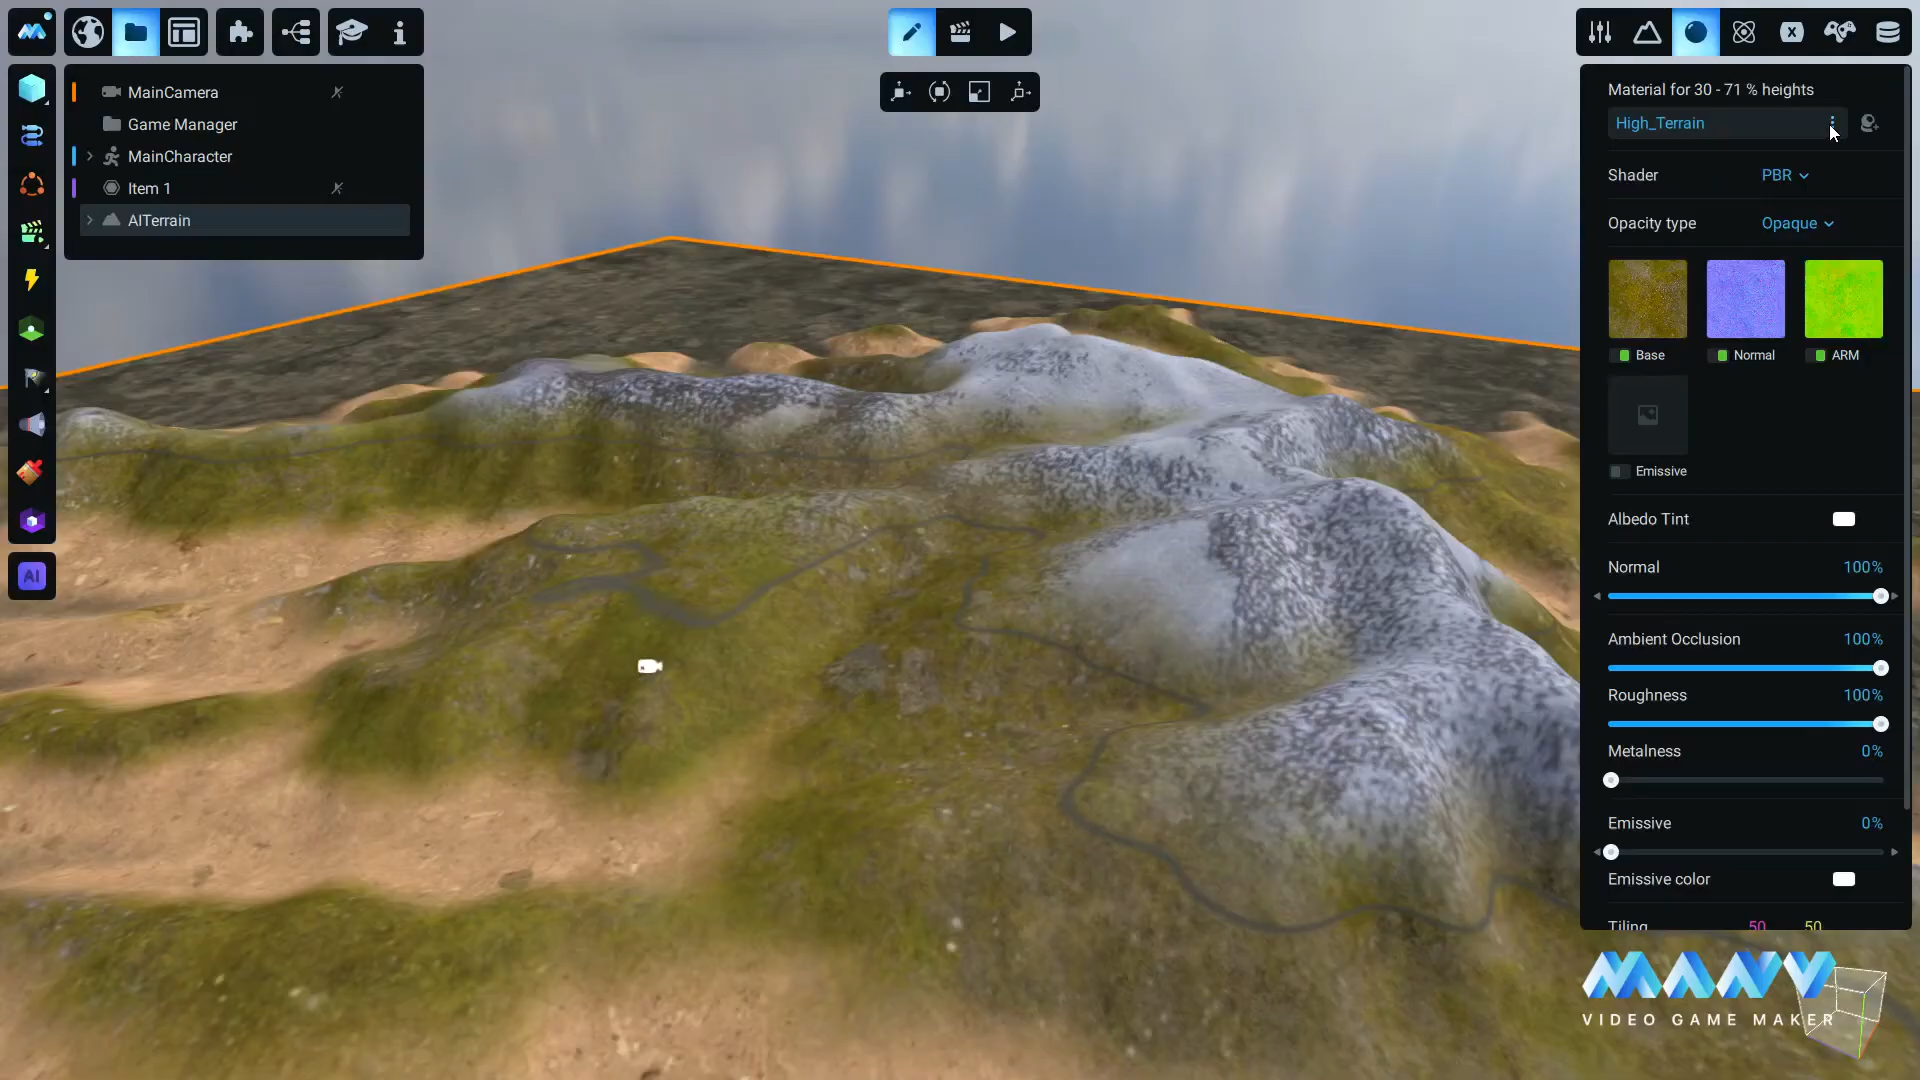 MainCamera
Game Manager
MainCharacter
Item 1
AITerrain
AI
Material for 30 - 71 % heights
High_Terrain
Shader PBR
Opacity type Opaque
Base Normal ARM
Emissive
Albedo Tint
Normal 100%
Ambient Occlusion 100%
Roughness 100%
Metalness 0%
Emissive 0%
Emissive color
Tiling 50 50
MANV
VIDEO GAME MAKER